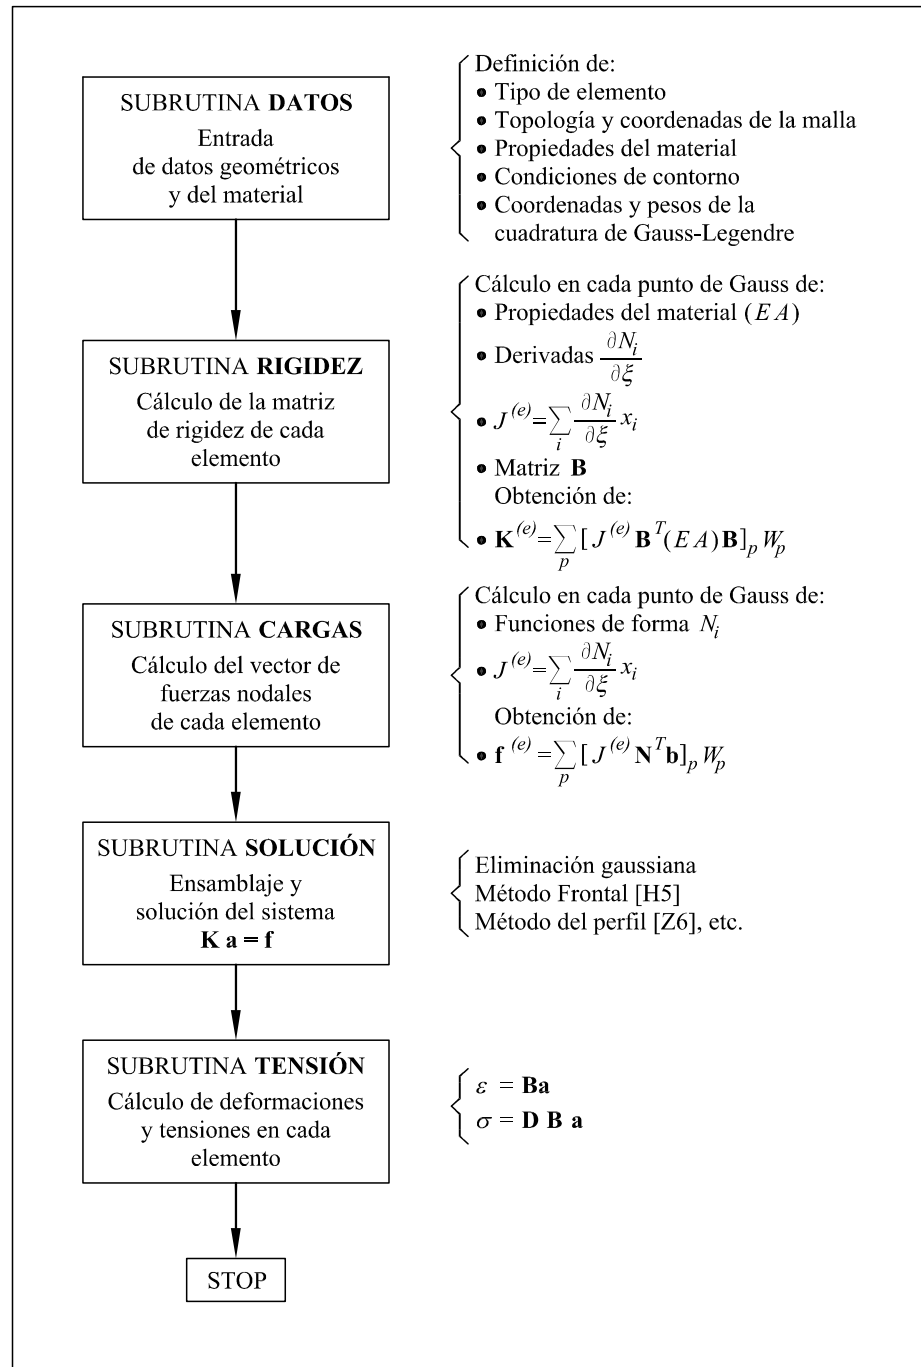 SUBRUTINA DATOS
Entrada
de datos geométricos
y del material
Definición de:
• Tipo de elemento
• Topología y coordenadas de la malla
• Propiedades del material
• Condiciones de contorno
• Coordenadas y pesos de la
cuadratura de Gauss-Legendre
SUBRUTINA RIGIDEZ
Cálculo de la matriz
de rigidez de cada
elemento
Cálculo en cada punto de Gauss de:
• Propiedades del material (EA)
• Derivadas ∂N_i/∂ξ
• J^(e)=∑_i ∂N_i/∂ξ x_i
• Matriz B
Obtención de:
• K^(e)=∑_p [J^(e) B^T(EA)B]_p W_p
SUBRUTINA CARGAS
Cálculo del vector de
fuerzas nodales
de cada elemento
Cálculo en cada punto de Gauss de:
• Funciones de forma N_i
• J^(e)=∑_i ∂N_i/∂ξ x_i
Obtención de:
• f^(e)=∑_p [J^(e) N^T b]_p W_p
SUBRUTINA SOLUCIÓN
Ensamblaje y
solución del sistema
K a = f
Eliminación gaussiana
Método Frontal [H5]
Método del perfil [Z6], etc.
SUBRUTINA TENSIÓN
Cálculo de deformaciones
y tensiones en cada
elemento
ε = Ba
σ = D B a
STOP